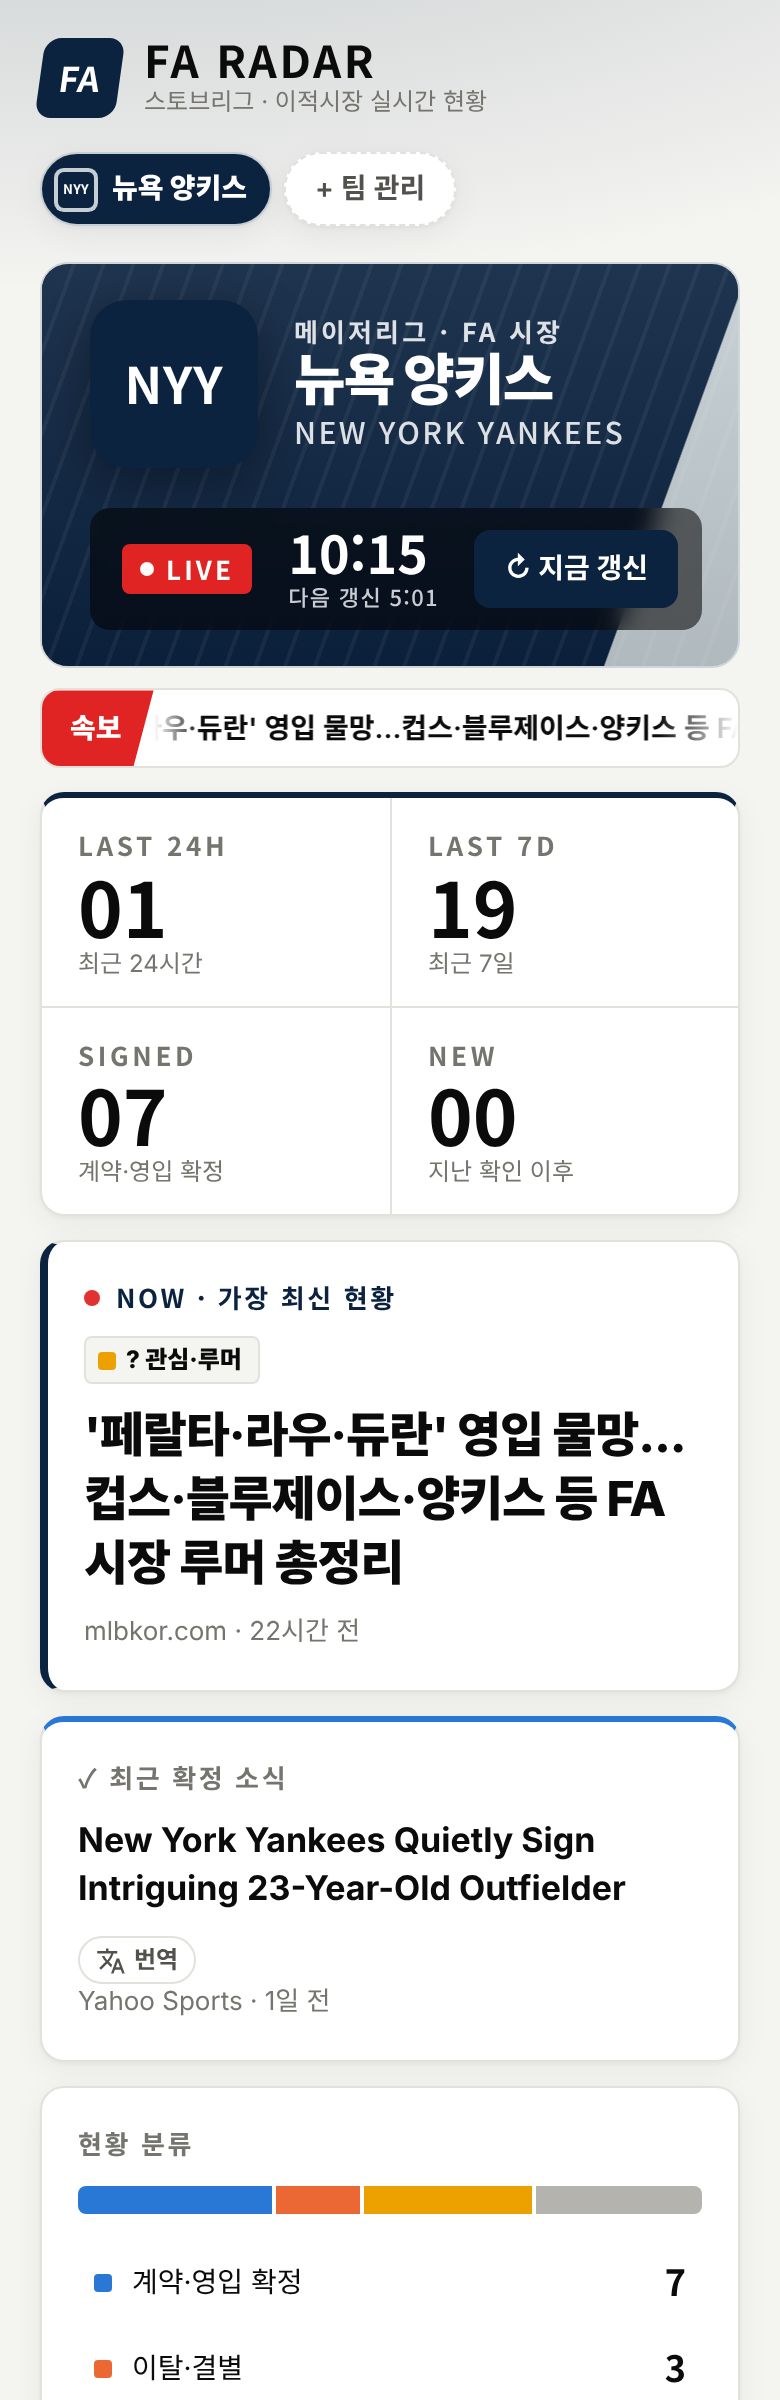 FA
FA RADAR
스토브리그 · 이적시장 실시간 현황
NYY
뉴욕 양키스
+ 팀 관리
NYY
메이저리그 · FA 시장
뉴욕 양키스
NEW YORK YANKEES
LIVE
10:15
다음 갱신 5:01
↻ 지금 갱신
속보
우·듀란' 영입 물망...컵스·블루제이스·양키스 등
LAST 24H
01
최근 24시간
LAST 7D
19
최근 7일
SIGNED
07
계약·영입 확정
NEW
00
지난 확인 이후
NOW · 가장 최신 현황
? 관심·루머
'페랄타·라우·듀란' 영입 물망...
컵스·블루제이스·양키스 등 FA
시장 루머 총정리
mlbkor.com · 22시간 전
✓ 최근 확정 소식
New York Yankees Quietly Sign
Intriguing 23-Year-Old Outfielder
번역
Yahoo Sports · 1일 전
현황 분류
계약·영입 확정
7
이탈·결별
3